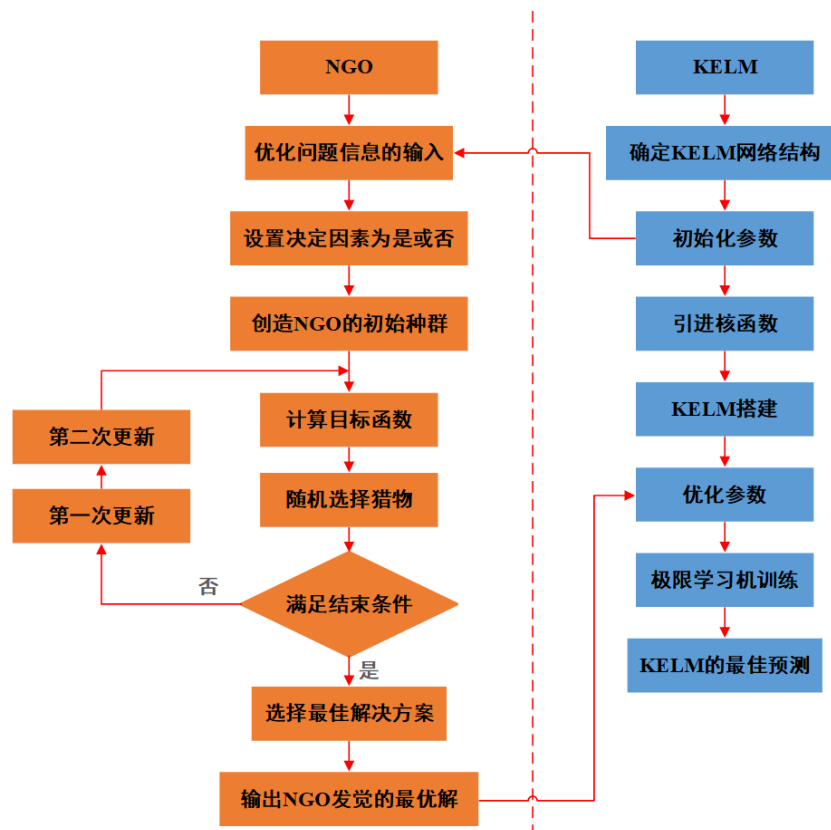 NGO
优化问题信息的输入
设置决定因素为是或否
创造NGO的初始种群
计算目标函数
随机选择猎物
满足结束条件
否
第一次更新
第二次更新
是
选择最佳解决方案
输出NGO发觉的最优解
KELM
确定KELM网络结构
初始化参数
引进核函数
KELM搭建
优化参数
极限学习机训练
KELM的最佳预测